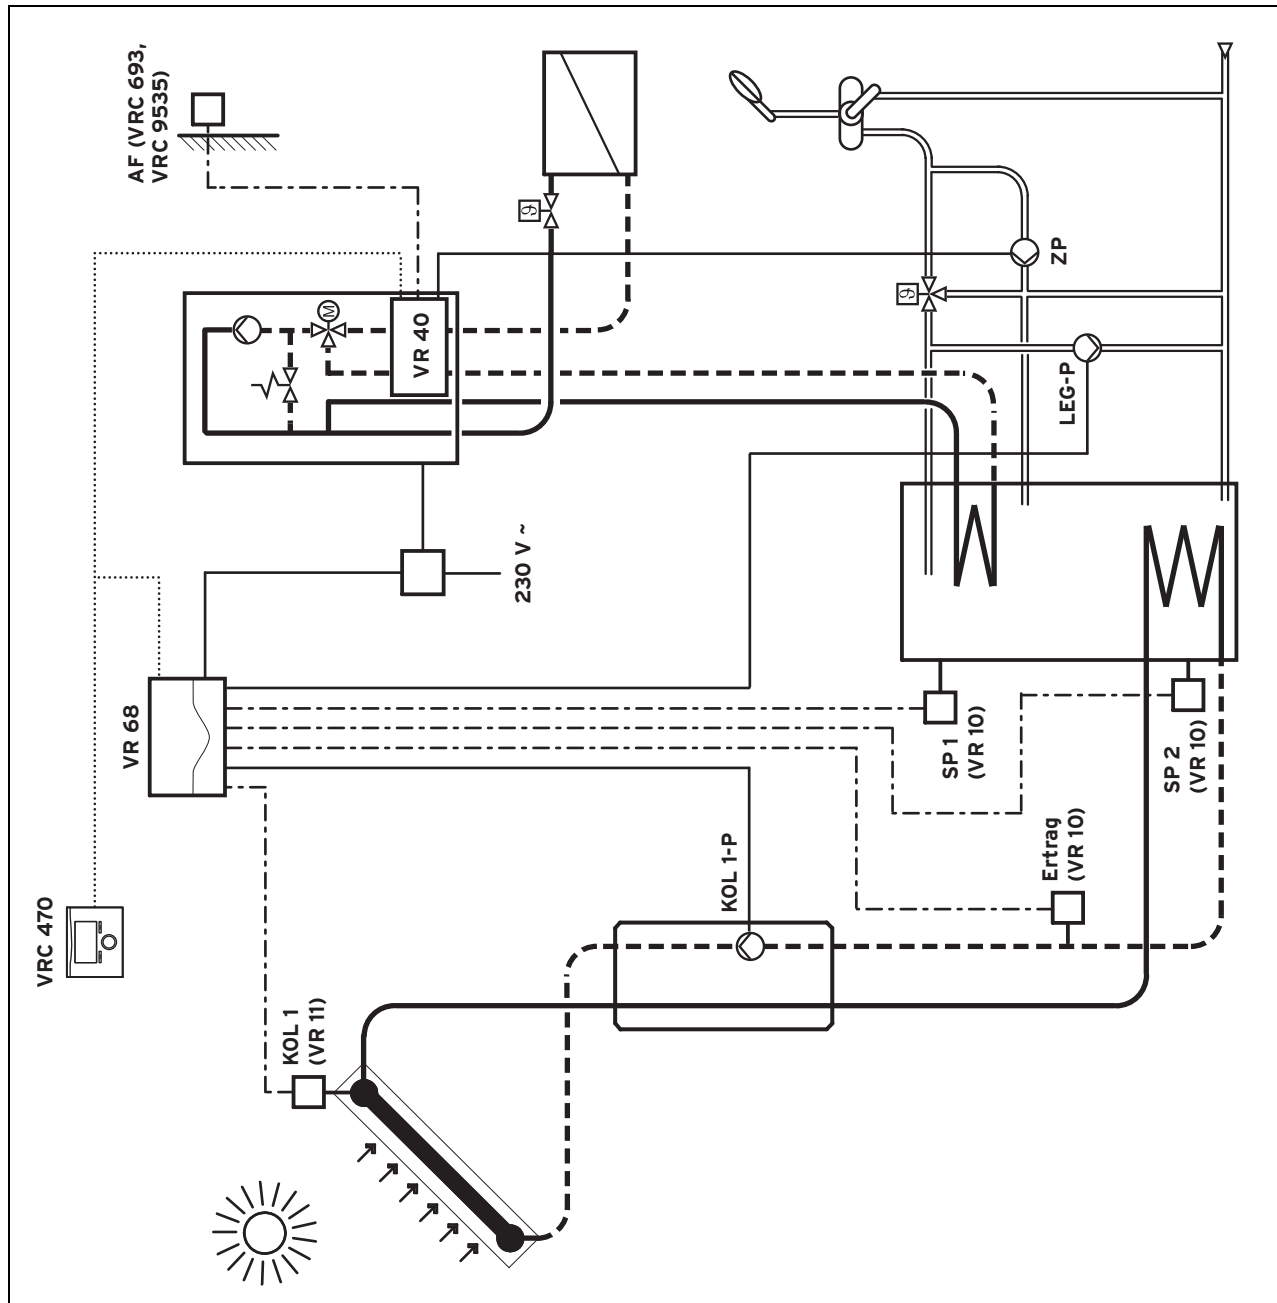 AF (VRC 693,
VRC 9535)
VR 40
M
ϑ
ϑ
ZP
LEG-P
230 V ~
VR 68
SP 1
(VR 10)
SP 2
(VR 10)
Ertrag
(VR 10)
KOL 1-P
VRC 470
KOL 1
(VR 11)